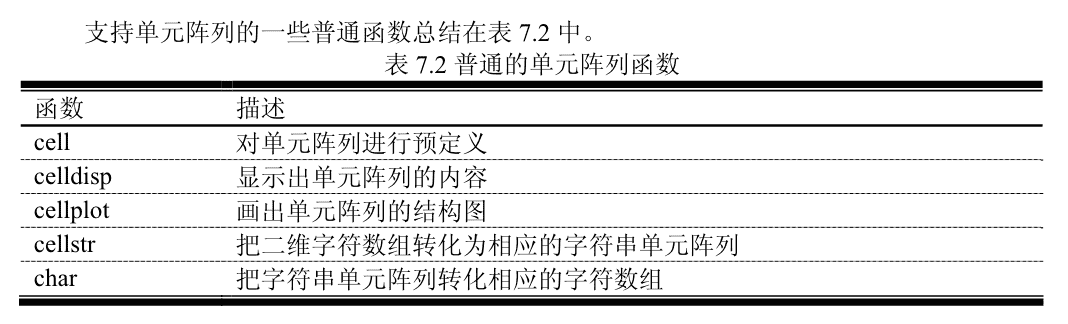 支持单元阵列的一些普通函数总结在表 7.2 中。
表 7.2 普通的单元阵列函数
函数 描述
cell 对单元阵列进行预定义
celldisp 显示出单元阵列的内容
cellplot 画出单元阵列的结构图
cellstr 把二维字符数组转化为相应的字符串单元阵列
char 把字符串单元阵列转化相应的字符数组